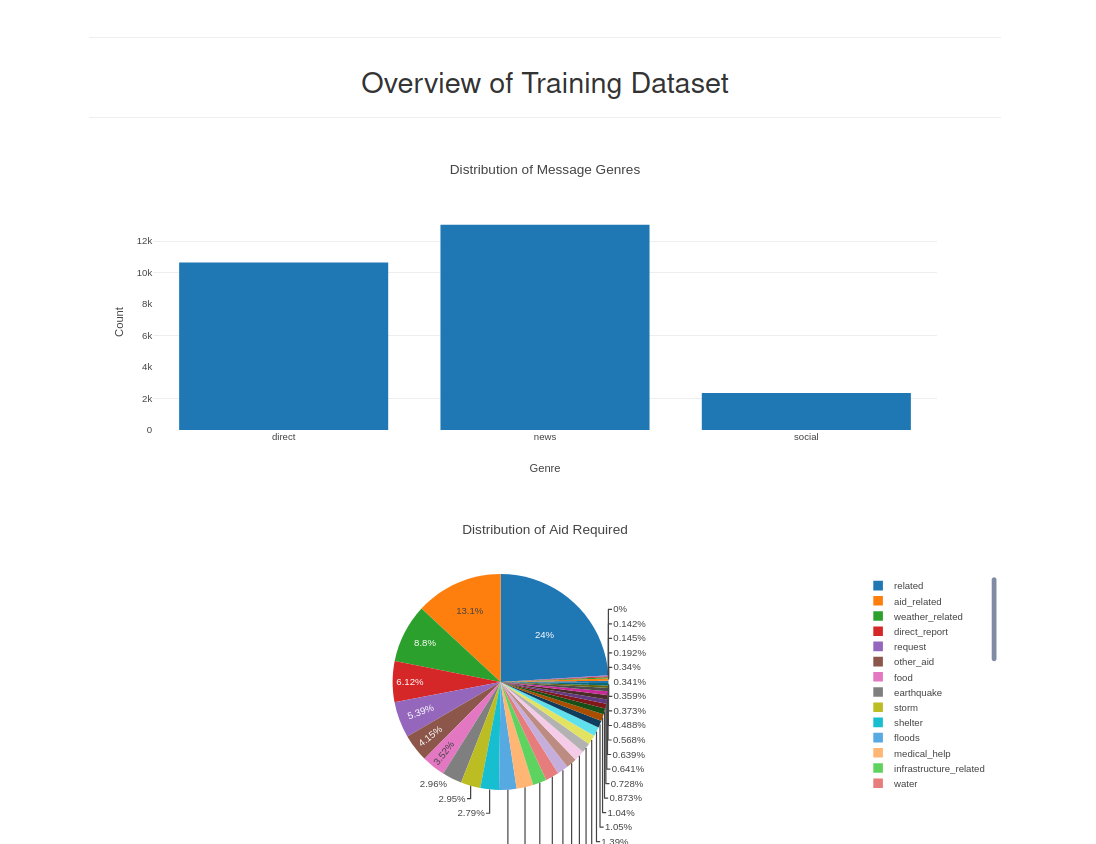 Overview of Training Dataset
Distribution of Message Genres
12k
10k
8k
6k
4k
2k
0
Count
direct
news
social
Genre
Distribution of Aid Required
24%
13.1%
8.8%
6.12%
5.39%
4.15%
3.52%
2.96%
2.95%
2.79%
0%
0.142%
0.145%
0.192%
0.34%
0.341%
0.359%
0.373%
0.488%
0.568%
0.639%
0.641%
0.728%
0.873%
1.04%
1.05%
1.39%
related
aid_related
weather_related
direct_report
request
other_aid
food
earthquake
storm
shelter
floods
medical_help
infrastructure_related
water